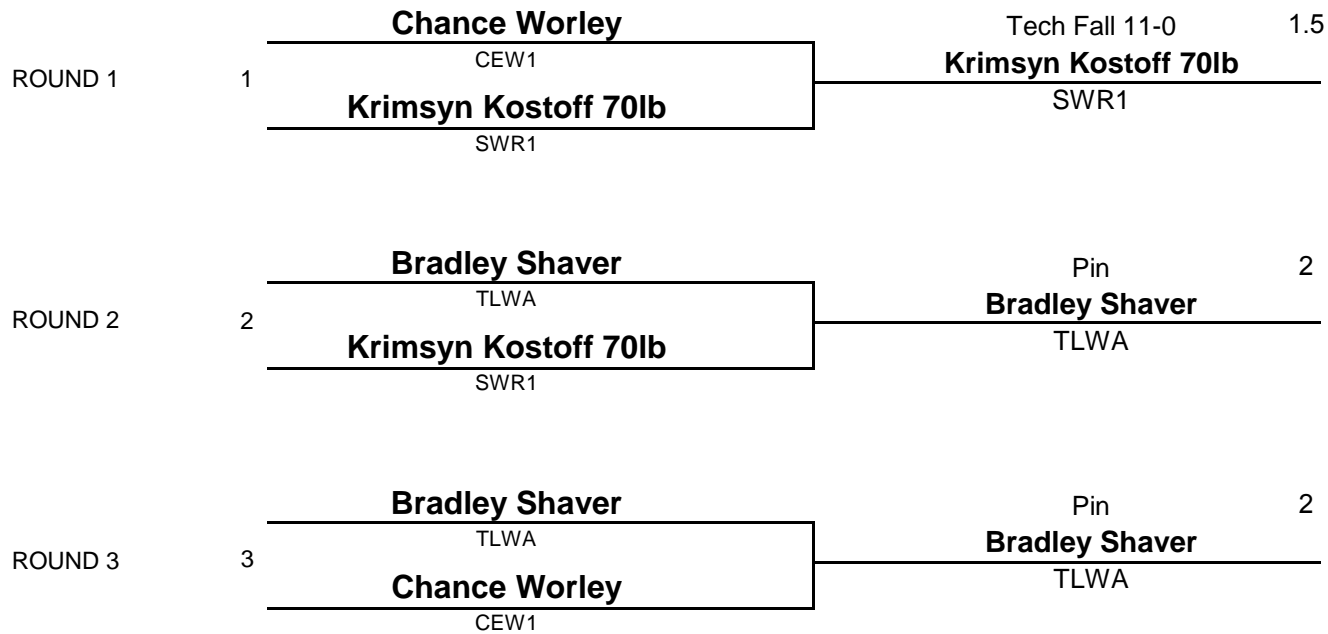 Chance Worley
CEW1
ROUND 1
1
Krimsyn Kostoff 70lb
SWR1
Tech Fall 11-0
1.5
Krimsyn Kostoff 70lb
SWR1
Bradley Shaver
TLWA
ROUND 2
2
Krimsyn Kostoff 70lb
SWR1
Pin
2
Bradley Shaver
TLWA
Bradley Shaver
TLWA
ROUND 3
3
Chance Worley
CEW1
Pin
2
Bradley Shaver
TLWA